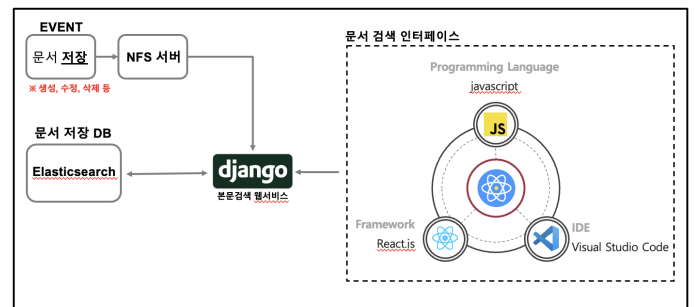 EVENT
문서 저장
NFS 서버
※ 생성, 수정, 삭제 등
문서 저장 DB
Elasticsearch
django
본문검색 웹서비스
문서 검색 인터페이스
Programming Language
javascript
JS
Framework
React.js
IDE
Visual Studio Code